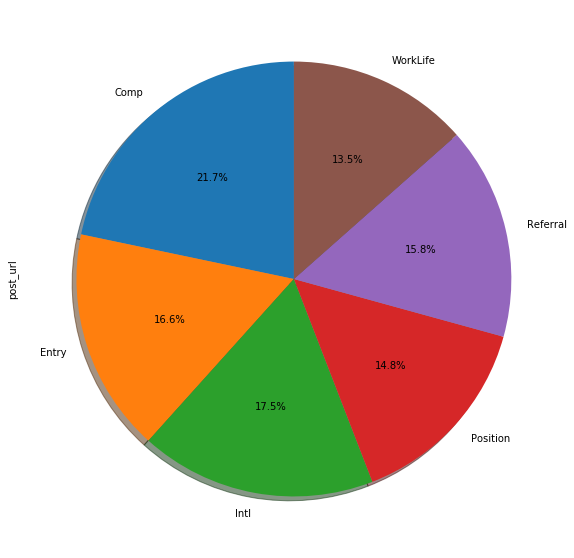 WorkLife
Comp
13.5%
21.7%
Referral
15.8%
post_url
16.6%
Entry
14.8%
17.5%
Position
Intl